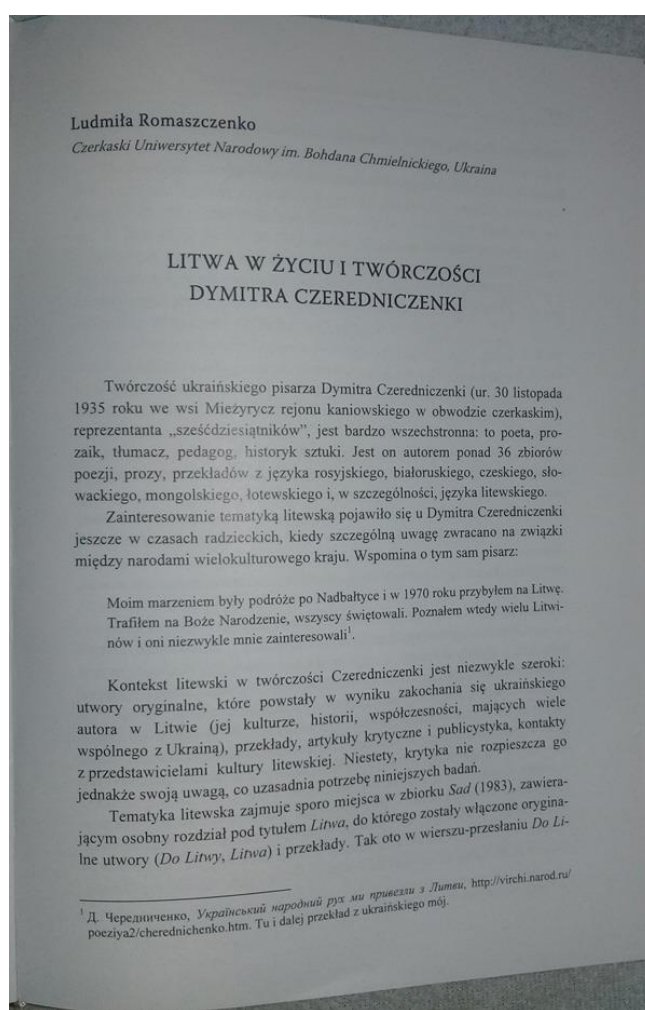 Ludmiła Romaszczenko
Czerkaski Uniwersytet Narodowy im. Bohdana Chmielnickiego, Ukraina
LITWA W ŻYCIU I TWÓRCZOŚCI
DYMITRA CZEREDNICZENKI
Twórczość ukraińskiego pisarza Dymitra Czeredniczenki (ur. 30 listopada
1935 roku we wsi Mieżyrycz rejonu kaniowskiego w obwodzie czerkaskim),
reprezentanta „sześćdziesiątników”, jest bardzo wszechstronna: to poeta, pro-
zaik, tłumacz, pedagog, historyk sztuki. Jest on autorem ponad 36 zbiorów
poezji, prozy, przekładów z języka rosyjskiego, białoruskiego, czeskiego, sło-
wackiego, mongolskiego, łotewskiego i, w szczególności, języka litewskiego.
Zainteresowanie tematyką litewską pojawiło się u Dymitra Czeredniczenki
jeszcze w czasach radzieckich, kiedy szczególną uwagę zwracano na związki
między narodami wielokulturowego kraju. Wspomina o tym sam pisarz:
Moim marzeniem były podróże po Nadbałtyce i w 1970 roku przybyłem na Litwę.
Trafiłem na Boże Narodzenie, wszyscy świętowali. Poznałem wtedy wielu Litwi-
nów i oni niezwykle mnie zainteresowali¹.
Kontekst litewski w twórczości Czeredniczenki jest niezwykle szeroki:
utwory oryginalne, które powstały w wyniku zakochania się ukraińskiego
autora w Litwie (jej kulturze, historii, współczesności, mających wiele
wspólnego z Ukrainą), przekłady, artykuły krytyczne i publicystyka, kontakty
z przedstawicielami kultury litewskiej. Niestety, krytyka nie rozpieszcza go
jednakże swoją uwagą, co uzasadnia potrzebę niniejszych badań.
Tematyka litewska zajmuje sporo miejsca w zbiorku Sad (1983), zawiera-
jącym osobny rozdział pod tytułem Litwa, do którego zostały włączone orygina-
lne utwory (Do Litwy, Litwa) i przekłady. Tak oto w wierszu-przesłaniu Do Li-
¹ Д. Чередниченко, Український народний рух ми привезли з Литви, http://virchi.narod.ru/
poeziya2/cherednichenko.htm. Tu i dalej przekład z ukraińskiego mój.